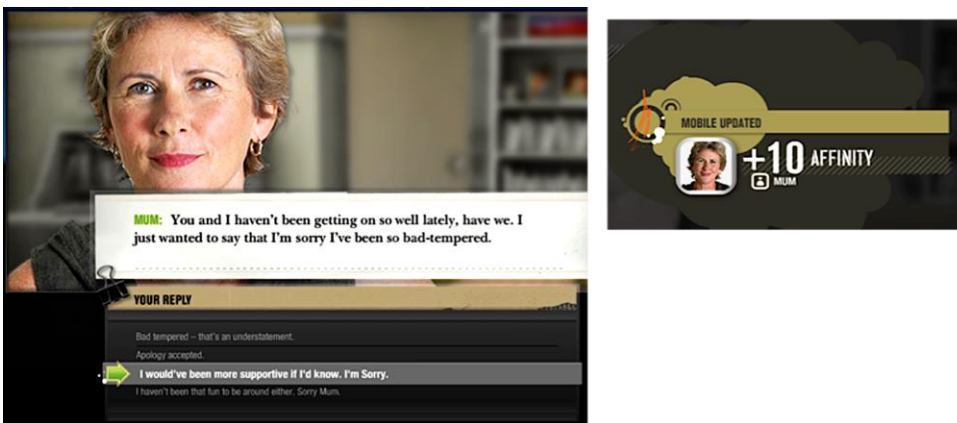 MUM: You and I haven't been getting on so well lately, have we. I
just wanted to say that I'm sorry I've been so bad-tempered.
YOUR REPLY
Bad tempered – that's an understatement.
Apology accepted.
I would've been more supportive if I'd know. I'm Sorry.
I haven't been that fun to be around either. Sorry Mum.
MOBILE UPDATED
+10 AFFINITY
MUM